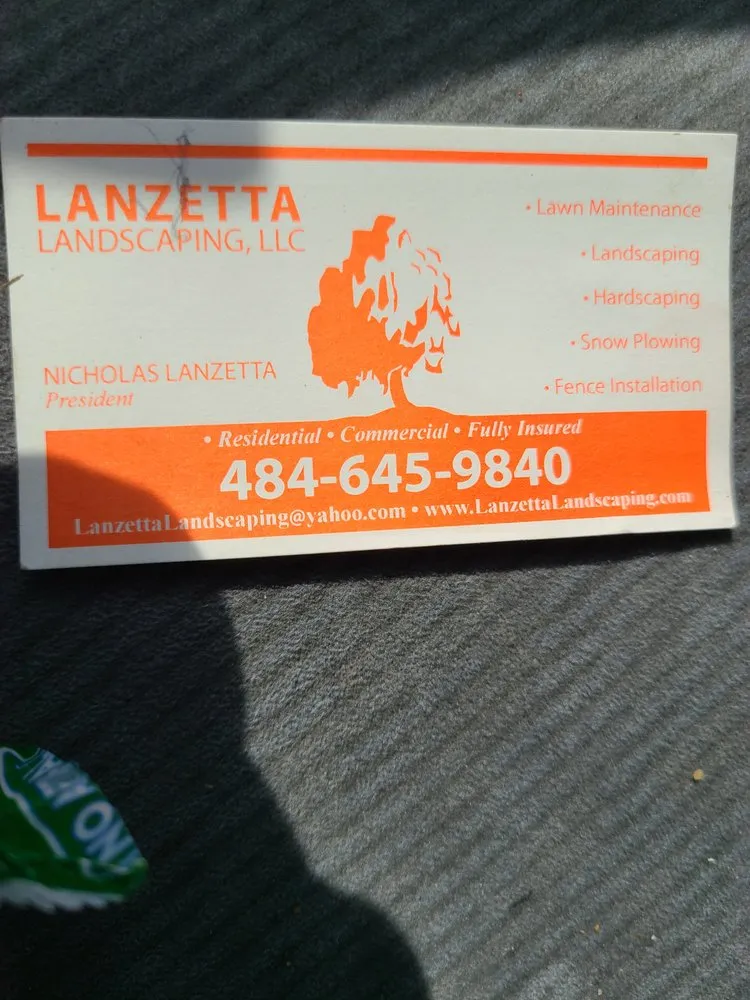 LANZETTA
LANDSCAPING, LLC
• Lawn Maintenance
• Landscaping
• Hardscaping
• Snow Plowing
• Fence Installation
NICHOLAS LANZETTA
President
• Residential • Commercial • Fully Insured
484-645-9840
LanzettaLandscaping@yahoo.com • www.LanzettaLandscaping.com
ON